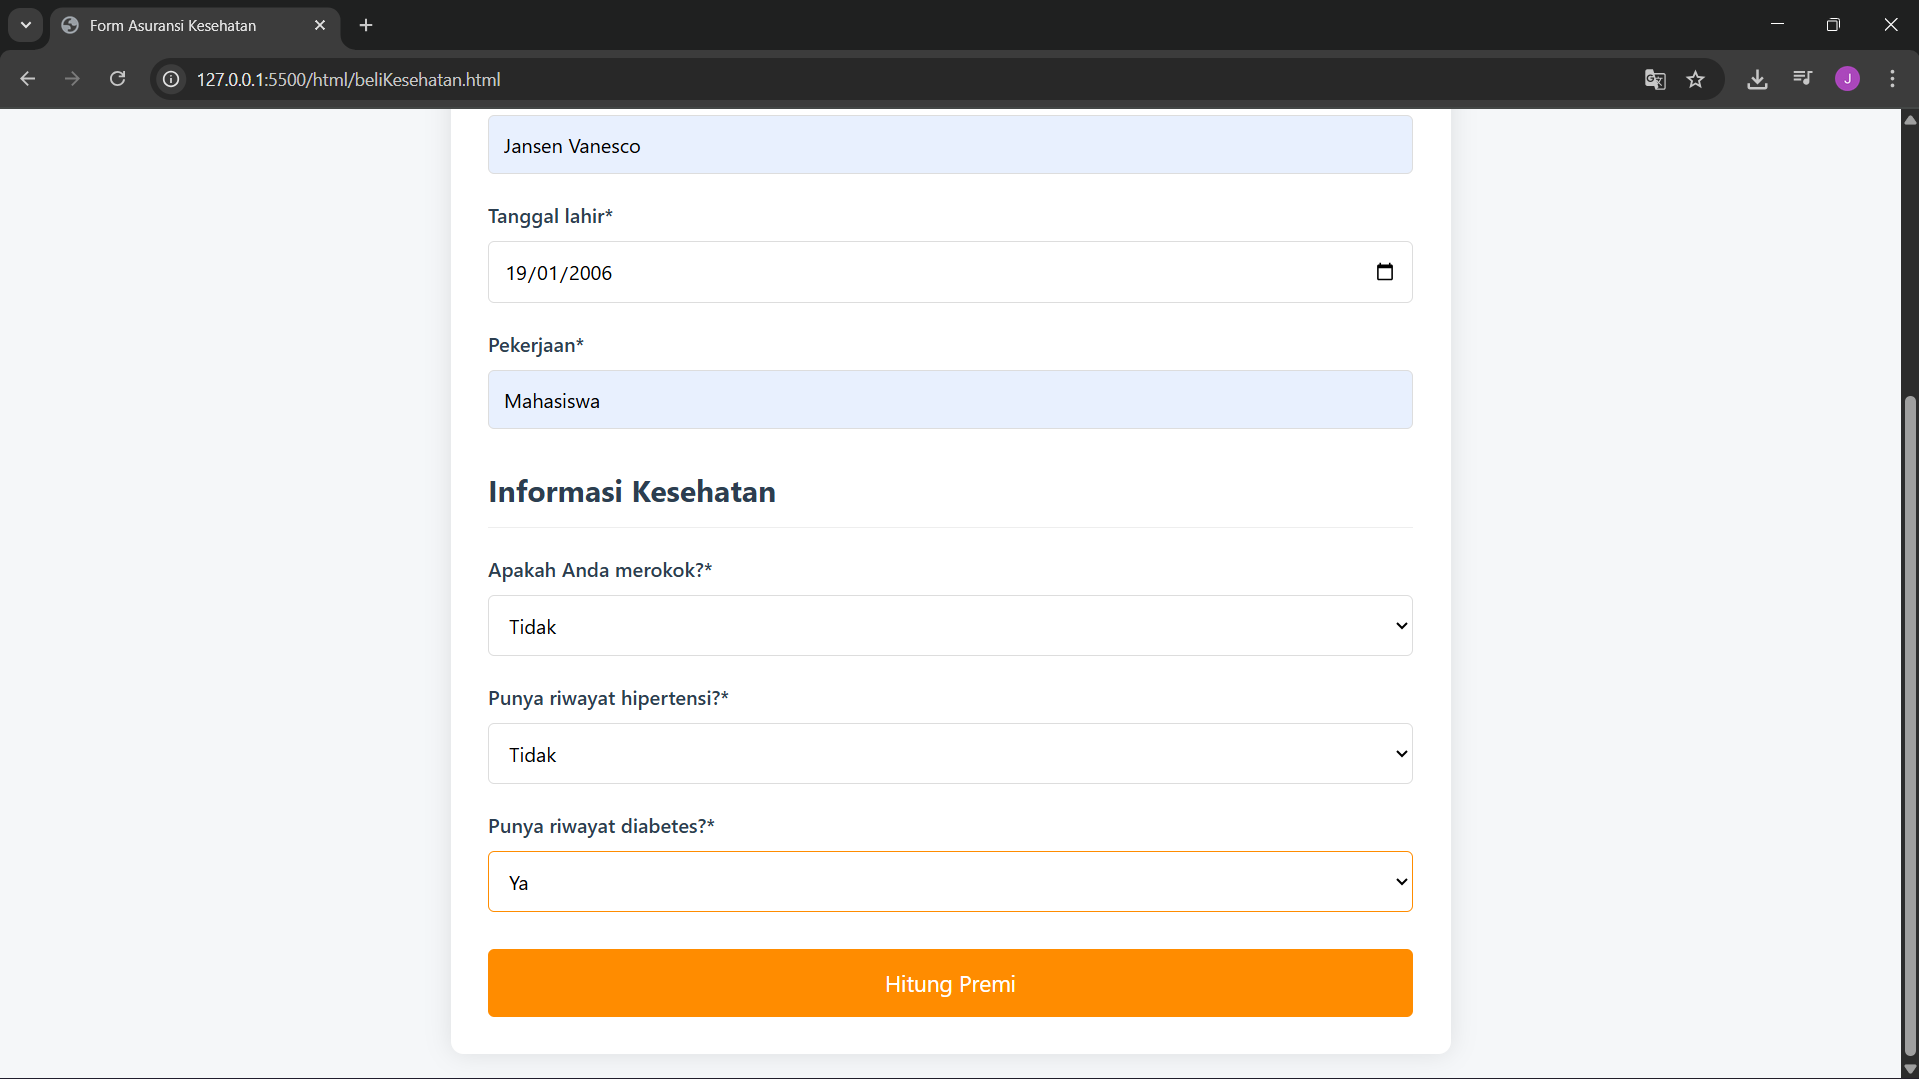 Form Asuransi Kesehatan
127.0.0.1:5500/html/beliKesehatan.html
J
Jansen Vanesco
Tanggal lahir*
19/01/2006
Pekerjaan*
Mahasiswa
Informasi Kesehatan
Apakah Anda merokok?*
Tidak
Punya riwayat hipertensi?*
Tidak
Punya riwayat diabetes?*
Ya
Hitung Premi